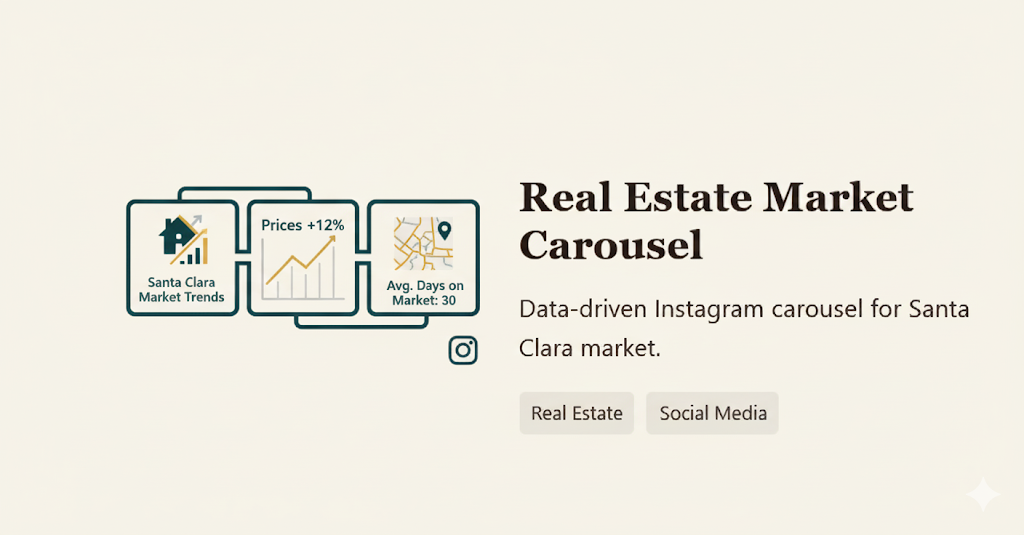 Santa Clara
Market Trends
Prices +12%
Avg. Days on
Market: 30
Real Estate Market
Carousel
Data-driven Instagram carousel for Santa
Clara market.
Real Estate
Social Media